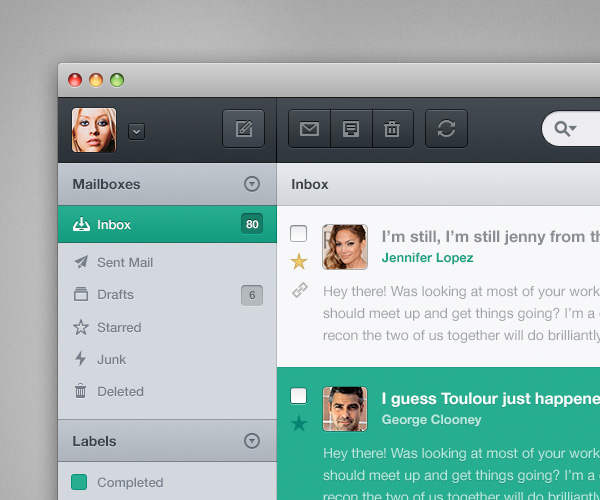 Mailboxes
Inbox
80
Sent Mail
Drafts
6
Starred
Junk
Deleted
Labels
Completed
Inbox
I'm still, I'm still jenny from th
Jennifer Lopez
Hey there! Was looking at most of your work
should meet up and get things going? I'm a
recon the two of us together will do brilliantly
I guess Toulour just happene
George Clooney
Hey there! Was looking at most of your work
should meet up and get things going? I'm a
recon the two of us together will do brilliantly